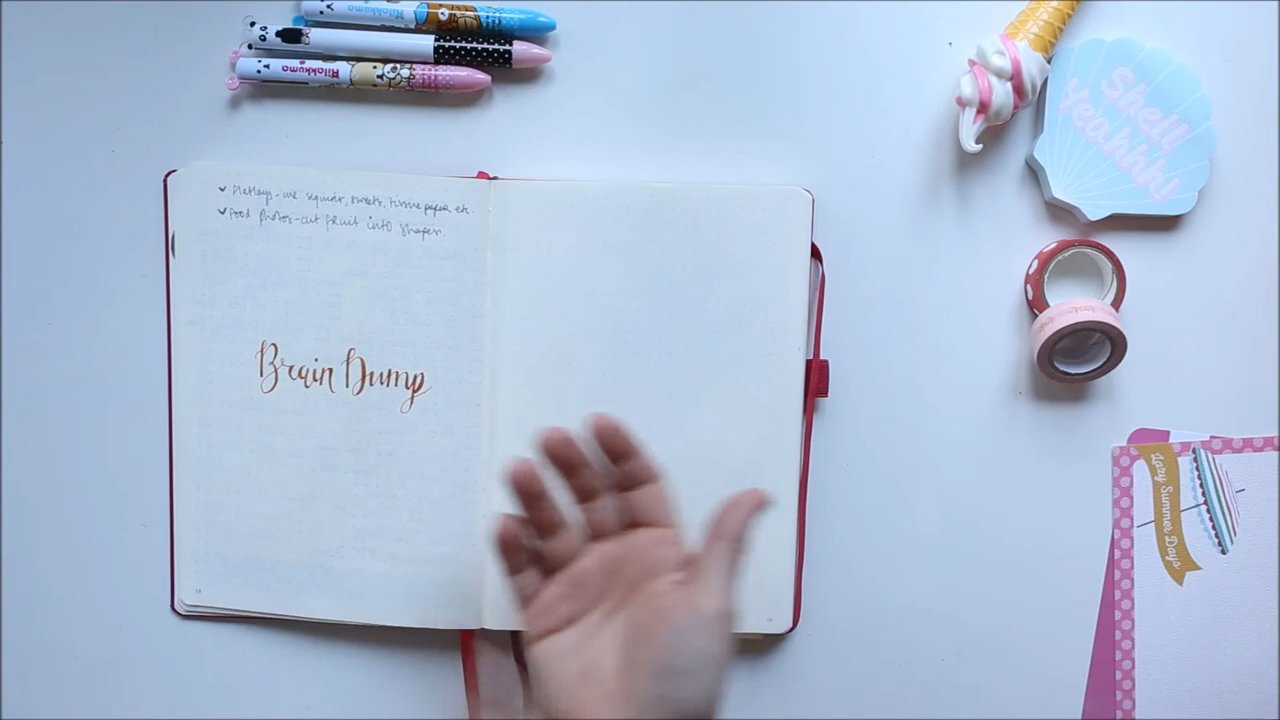 Rilakkuma
Rilakkuma
Shell
Yeahhh!
flatlays - use sequins, sweets, tissue paper etc.
food photos - cut fruit into shapes.
Brain Dump
Lazy Summer Days